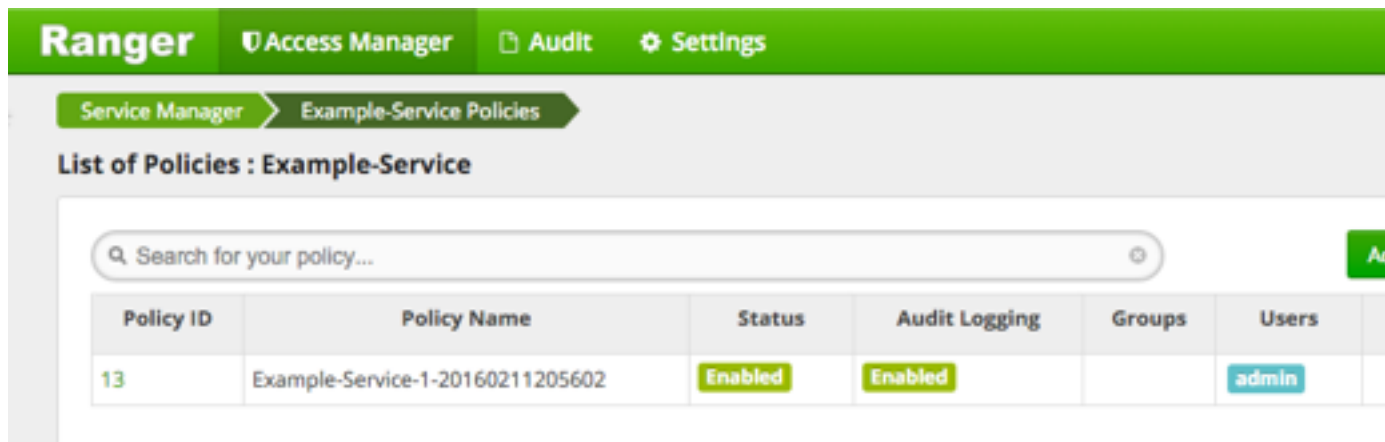 Ranger Access Manager Audit Settings
Service Manager Example-Service Policies
List of Policies : Example-Service
Search for your policy...
Policy ID Policy Name Status Audit Logging Groups Users
13 Example-Service-1-20160211205602 Enabled Enabled admin